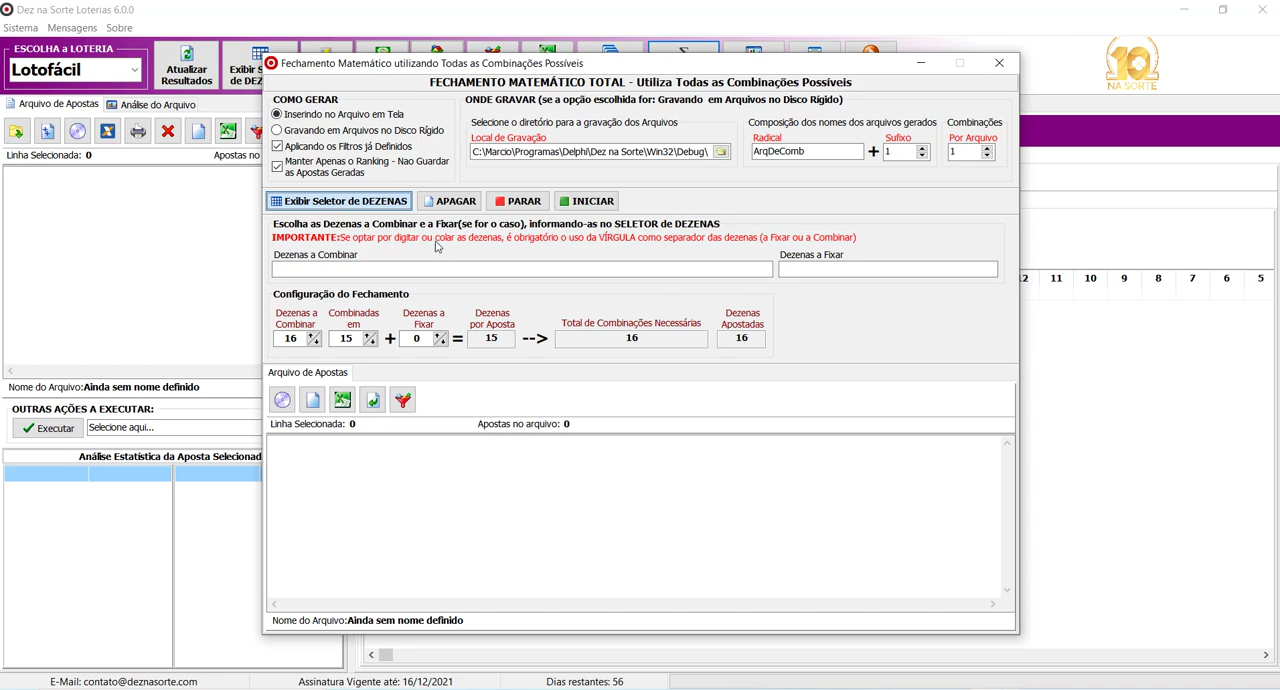 Dez na Sorte Loterias 6.0.0
Sistema Mensagens Sobre
ESCOLHA a LOTERIA
Lotofácil
Atualizar
Resultados
Exibir S
de DEZ
10
NA SORTE
Arquivo de Apostas Análise do Arquivo
Linha Selecionada: 0 Apostas no
Nome do Arquivo:Ainda sem nome definido
OUTRAS AÇÕES A EXECUTAR:
Executar Selecione aqui...
Análise Estatística da Aposta Selecionad
Fechamento Matemático utilizando Todas as Combinações Possíveis
FECHAMENTO MATEMÁTICO TOTAL - Utiliza Todas as Combinações Possíveis
COMO GERAR
Inserindo no Arquivo em Tela
Gravando em Arquivos no Disco Rígido
Aplicando os Filtros já Definidos
Manter Apenas o Ranking - Nao Guardar
as Apostas Geradas
ONDE GRAVAR (se a opção escolhida for: Gravando em Arquivos no Disco Rígido)
Selecione o diretório para a gravação dos Arquivos
Local de Gravação
C:\Marcio\Programas\Delphi\Dez na Sorte\Win32\Debug\
Composição dos nomes dos arquivos gerados
Radical Sufixo
ArqDeComb + 1
Combinações
Por Arquivo
1
Exibir Seletor de DEZENAS APAGAR PARAR INICIAR
Escolha as Dezenas a Combinar e a Fixar(se for o caso), informando-as no SELETOR de DEZENAS
IMPORTANTE:Se optar por digitar ou colar as dezenas, é obrigatório o uso da VÍRGULA como separador das dezenas (a Fixar ou a Combinar)
Dezenas a Combinar Dezenas a Fixar
Configuração do Fechamento
Dezenas a
Combinar
Combinadas
em
Dezenas a
Fixar
Dezenas
por Aposta
Total de Combinações Necessárias
Dezenas
Apostadas
16 15 + 0 = 15 --> 16 16
Arquivo de Apostas
Linha Selecionada: 0 Apostas no arquivo: 0
Nome do Arquivo:Ainda sem nome definido
12 11 10 9 8 7 6 5
E-Mail: contato@deznasorte.com Assinatura Vigente até: 16/12/2021 Dias restantes: 56